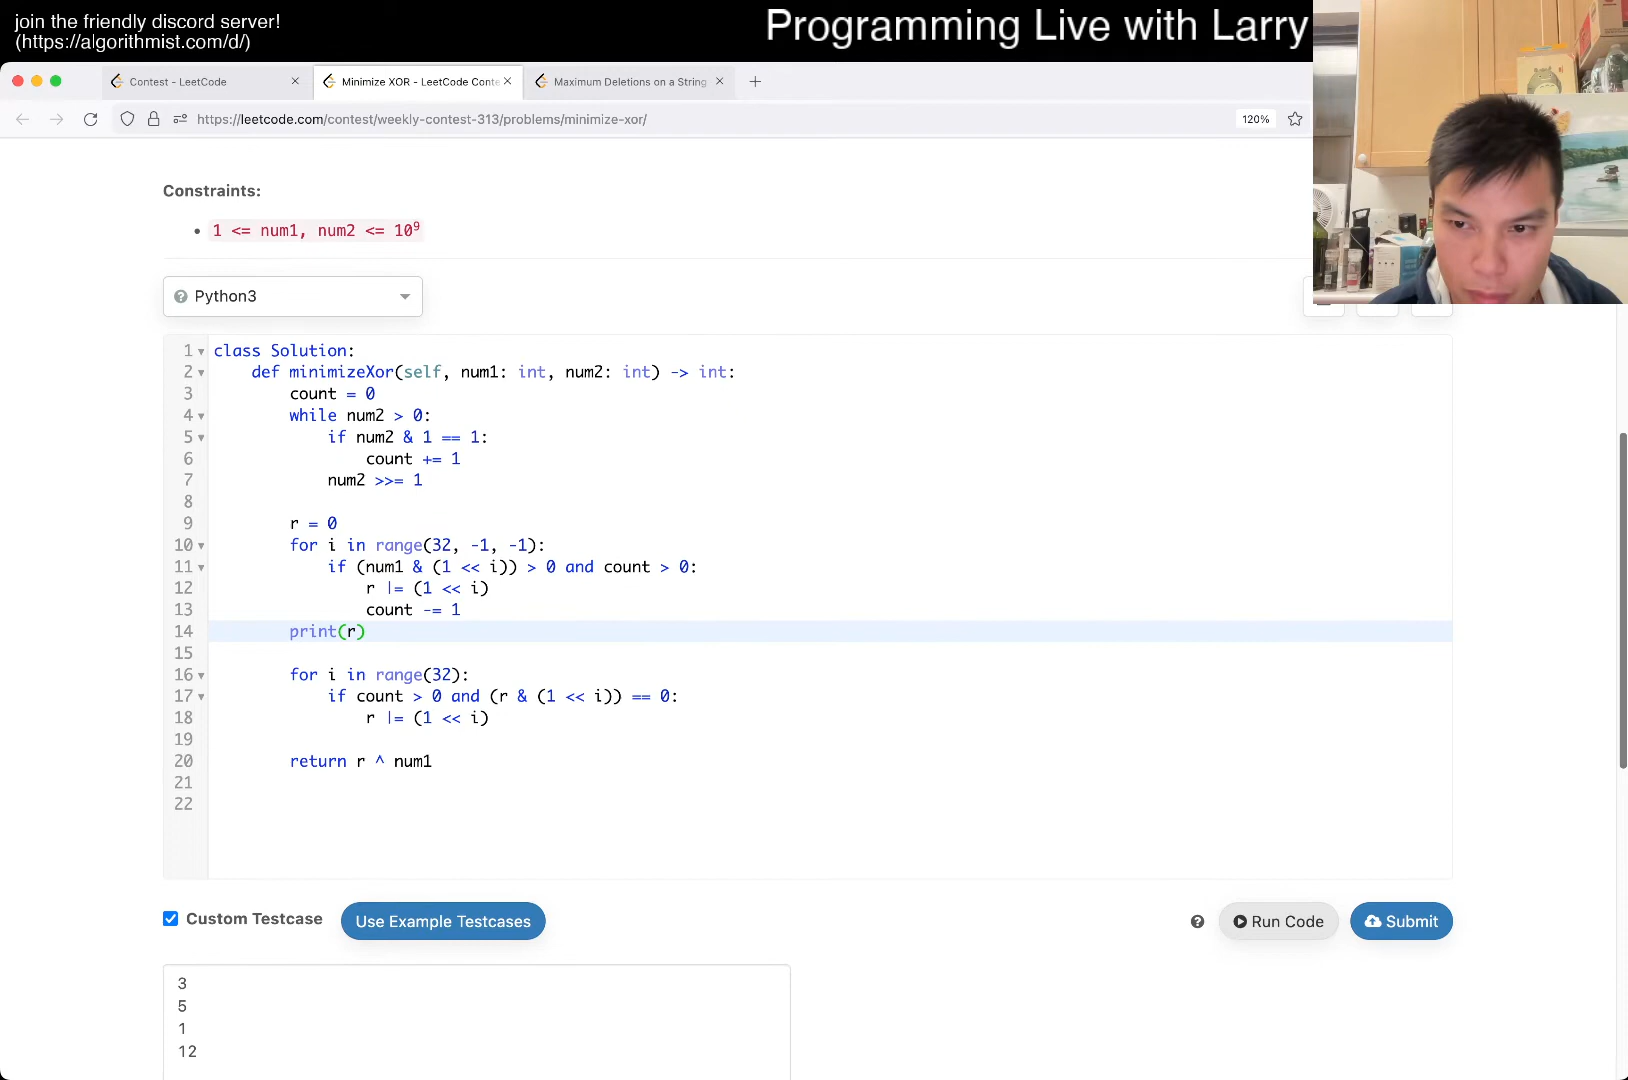 join the friendly discord server!
(https://algorithmist.com/d/)
Programming Live with Larry
Contest - LeetCode
Minimize XOR - LeetCode Conte
Maximum Deletions on a String
https://leetcode.com/contest/weekly-contest-313/problems/minimize-xor/
120%
Constraints:
1 <= num1, num2 <= 10⁹
Python3
1 class Solution:
2 def minimizeXor(self, num1: int, num2: int) -> int:
3 count = 0
4 while num2 > 0:
5 if num2 & 1 == 1:
6 count += 1
7 num2 >>= 1
8
9 r = 0
10 for i in range(32, -1, -1):
11 if (num1 & (1 << i)) > 0 and count > 0:
12 r |= (1 << i)
13 count -= 1
14 print(r)
15
16 for i in range(32):
17 if count > 0 and (r & (1 << i)) == 0:
18 r |= (1 << i)
19
20 return r ^ num1
21
22
Custom Testcase
Use Example Testcases
Run Code
Submit
3
5
1
12